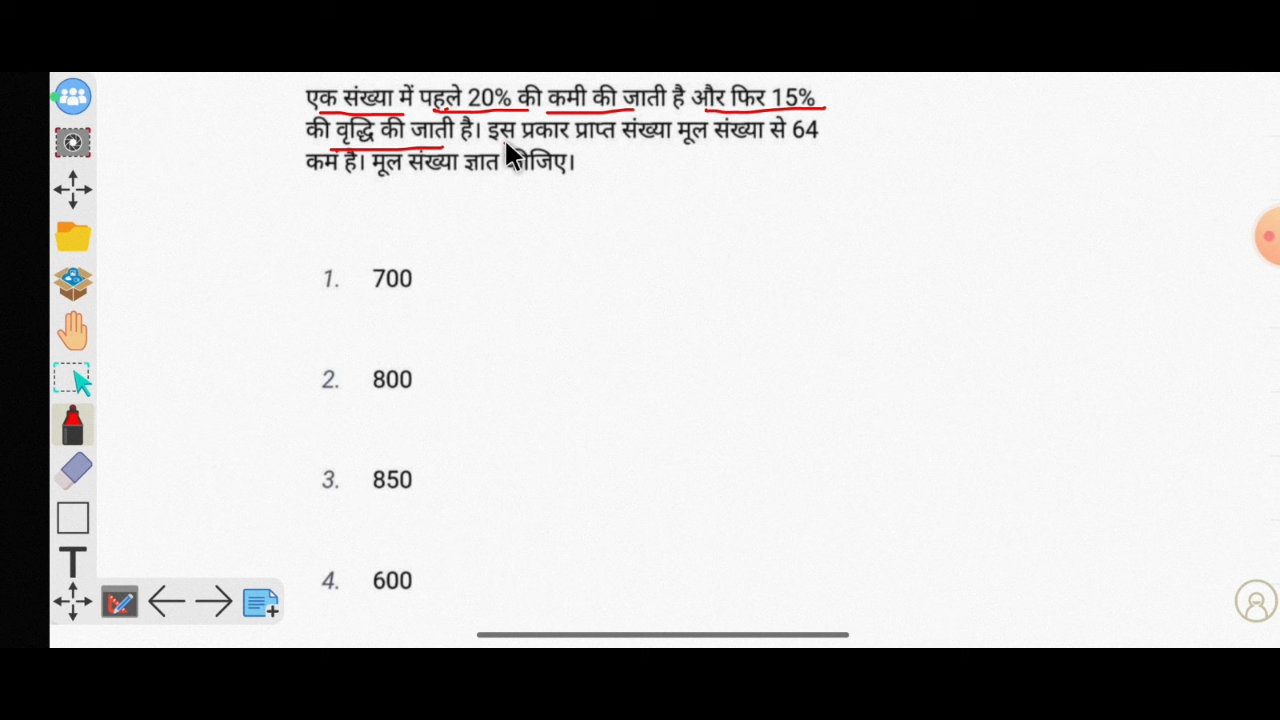 एक संख्या में पहले 20% की कमी की जाती है और फिर 15%
की वृद्धि की जाती है। इस प्रकार प्राप्त संख्या मूल संख्या से 64
कम है। मूल संख्या ज्ञात कीजिए।
1. 700
2. 800
3. 850
4. 600
T